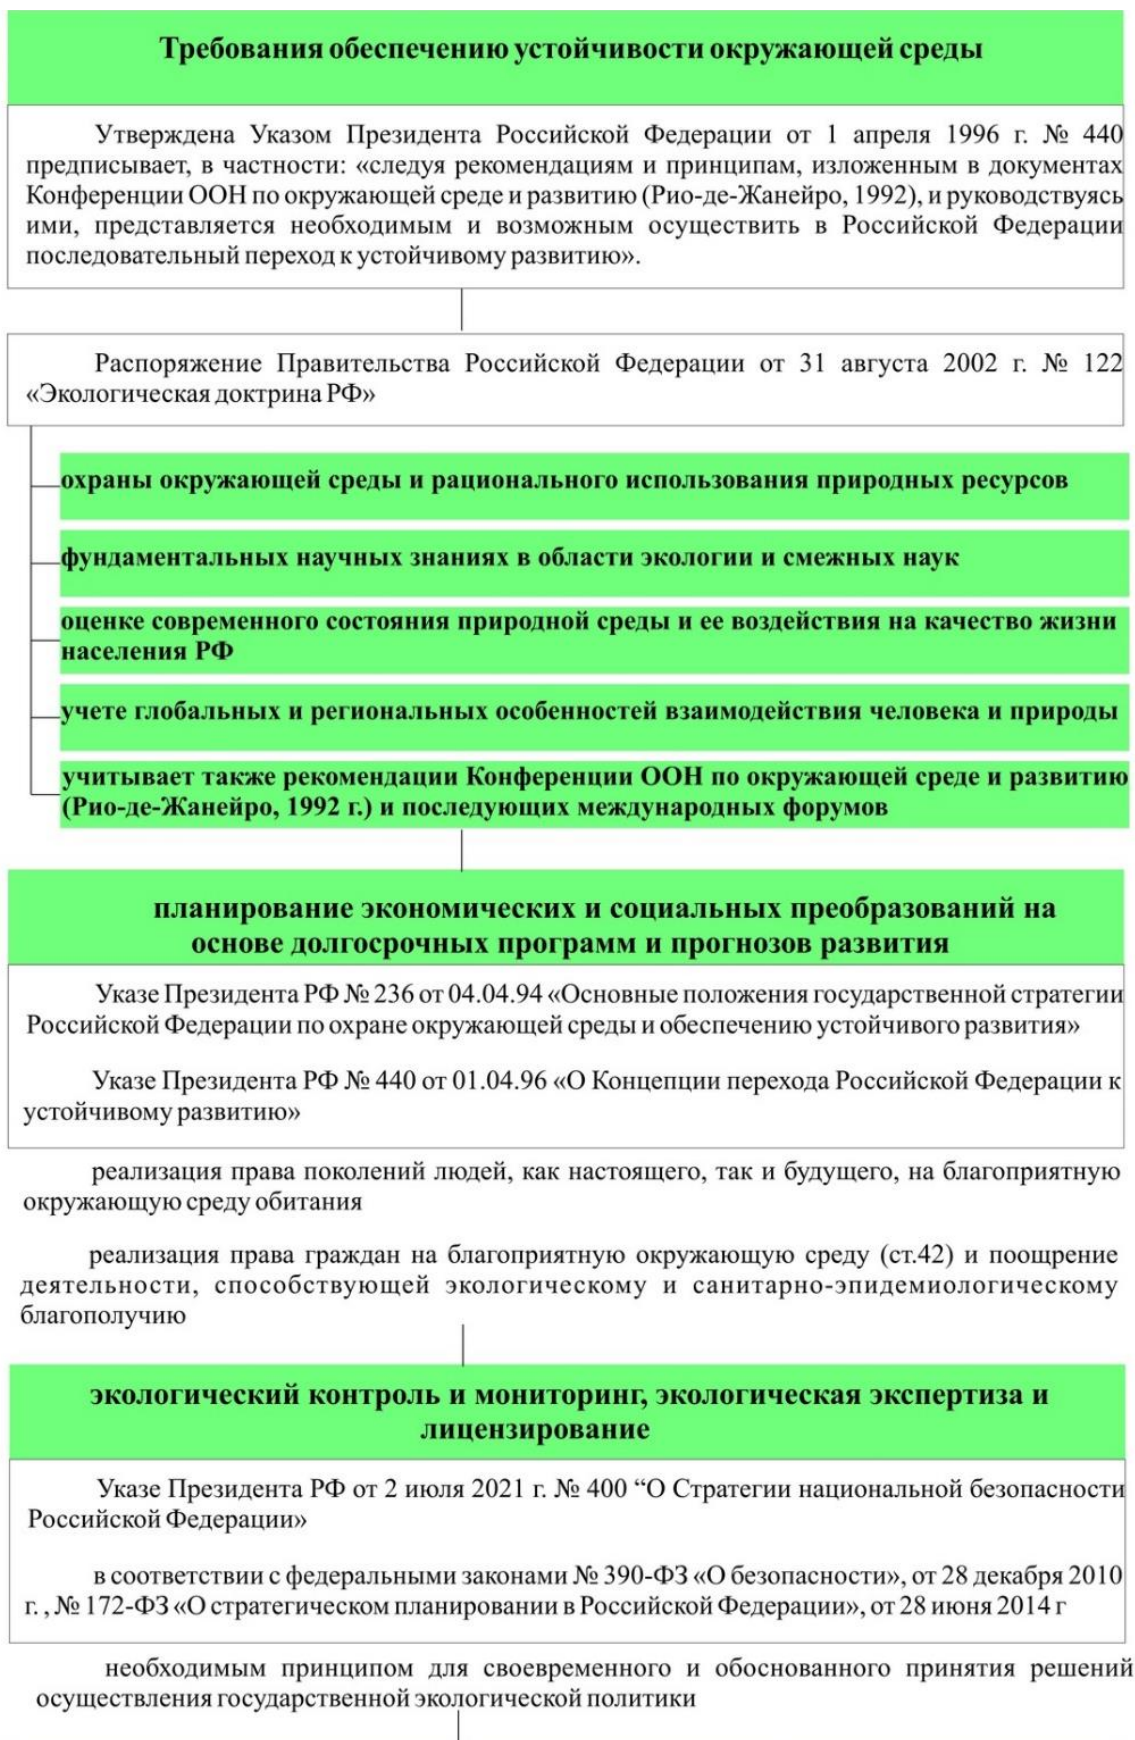 Требования обеспечению устойчивости окружающей среды
Утверждена Указом Президента Российской Федерации от 1 апреля 1996 г. № 440
предписывает, в частности: «следуя рекомендациям и принципам, изложенным в документах
Конференции ООН по окружающей среде и развитию (Рио-де-Жанейро, 1992), и руководствуясь
ими, представляется необходимым и возможным осуществить в Российской Федерации
последовательный переход к устойчивому развитию».
Распоряжение Правительства Российской Федерации от 31 августа 2002 г. № 122
«Экологическая доктрина РФ»
охраны окружающей среды и рационального использования природных ресурсов
фундаментальных научных знаниях в области экологии и смежных наук
оценке современного состояния природной среды и ее воздействия на качество жизни
населения РФ
учете глобальных и региональных особенностей взаимодействия человека и природы
учитывает также рекомендации Конференции ООН по окружающей среде и развитию
(Рио-де-Жанейро, 1992 г.) и последующих международных форумов
планирование экономических и социальных преобразований на
основе долгосрочных программ и прогнозов развития
Указе Президента РФ № 236 от 04.04.94 «Основные положения государственной стратегии
Российской Федерации по охране окружающей среды и обеспечению устойчивого развития»
Указе Президента РФ № 440 от 01.04.96 «О Концепции перехода Российской Федерации к
устойчивому развитию»
реализация права поколений людей, как настоящего, так и будущего, на благоприятную
окружающую среду обитания
реализация права граждан на благоприятную окружающую среду (ст.42) и поощрение
деятельности, способствующей экологическому и санитарно-эпидемиологическому
благополучию
экологический контроль и мониторинг, экологическая экспертиза и
лицензирование
Указе Президента РФ от 2 июля 2021 г. № 400 “О Стратегии национальной безопасности
Российской Федерации»
в соответствии с федеральными законами № 390-ФЗ «О безопасности», от 28 декабря 2010
г. , № 172-ФЗ «О стратегическом планировании в Российской Федерации», от 28 июня 2014 г
необходимым принципом для своевременного и обоснованного принятия решений
осуществления государственной экологической политики